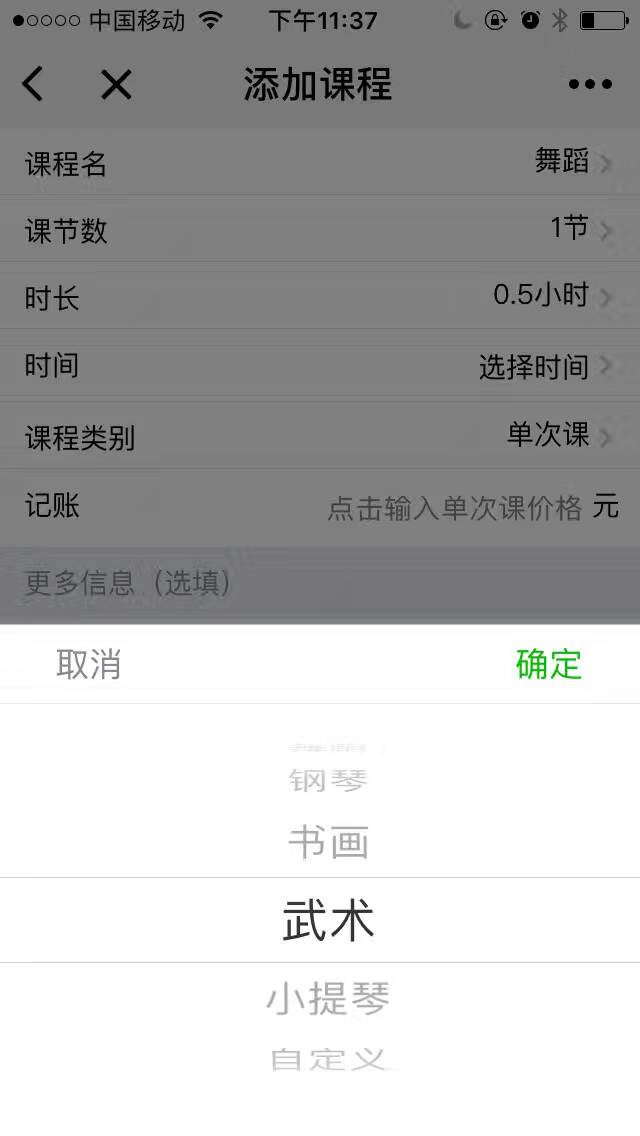 中国移动 下午11:37
添加课程
课程名 舞蹈
课节数 1节
时长 0.5小时
时间 选择时间
课程类别 单次课
记账 点击输入单次课价格 元
更多信息（选填）
取消 确定
钢琴
书画
武术
小提琴
自定义